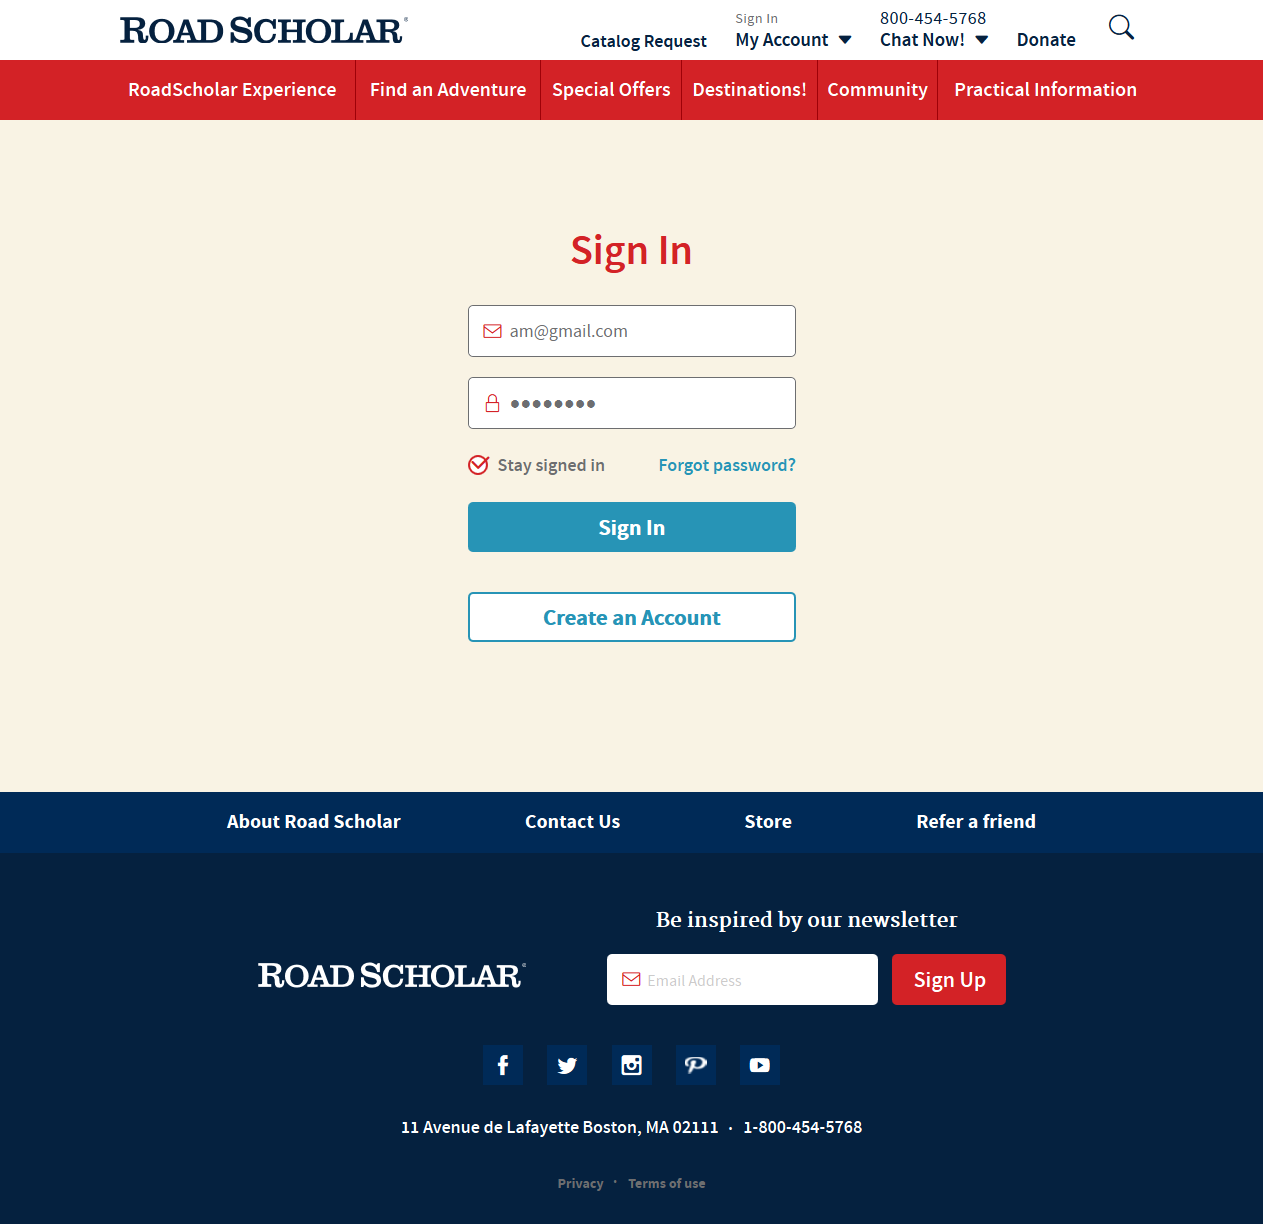 ROAD SCHOLAR®
Sign In
800-454-5768
Catalog Request
My Account
Chat Now!
Donate
RoadScholar Experience
Find an Adventure
Special Offers
Destinations!
Community
Practical Information
Sign In
am@gmail.com
●●●●●●●●
Stay signed in
Forgot password?
Sign In
Create an Account
About Road Scholar
Contact Us
Store
Refer a friend
Be inspired by our newsletter
ROAD SCHOLAR®
Email Address
Sign Up
11 Avenue de Lafayette Boston, MA 02111 · 1-800-454-5768
Privacy · Terms of use